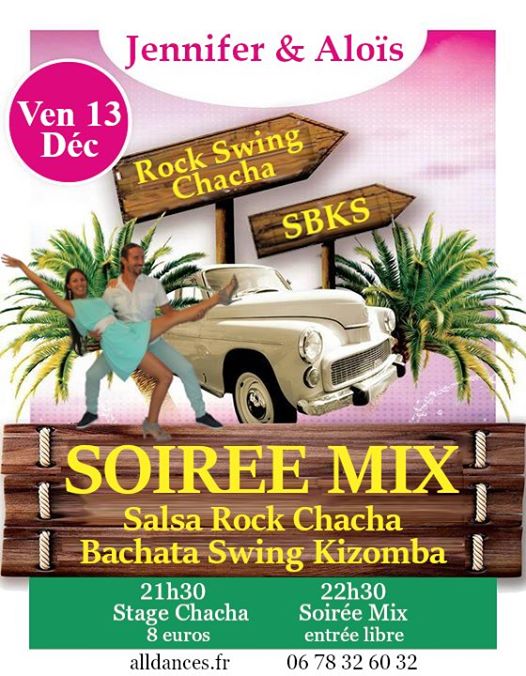 Jennifer & Aloïs
Ven 13
Déc
Rock Swing
Chacha
SBKS
SOIREE MIX
Salsa Rock Chacha
Bachata Swing Kizomba
21h30
Stage Chacha
8 euros
22h30
Soirée Mix
entrée libre
alldances.fr
06 78 32 60 32